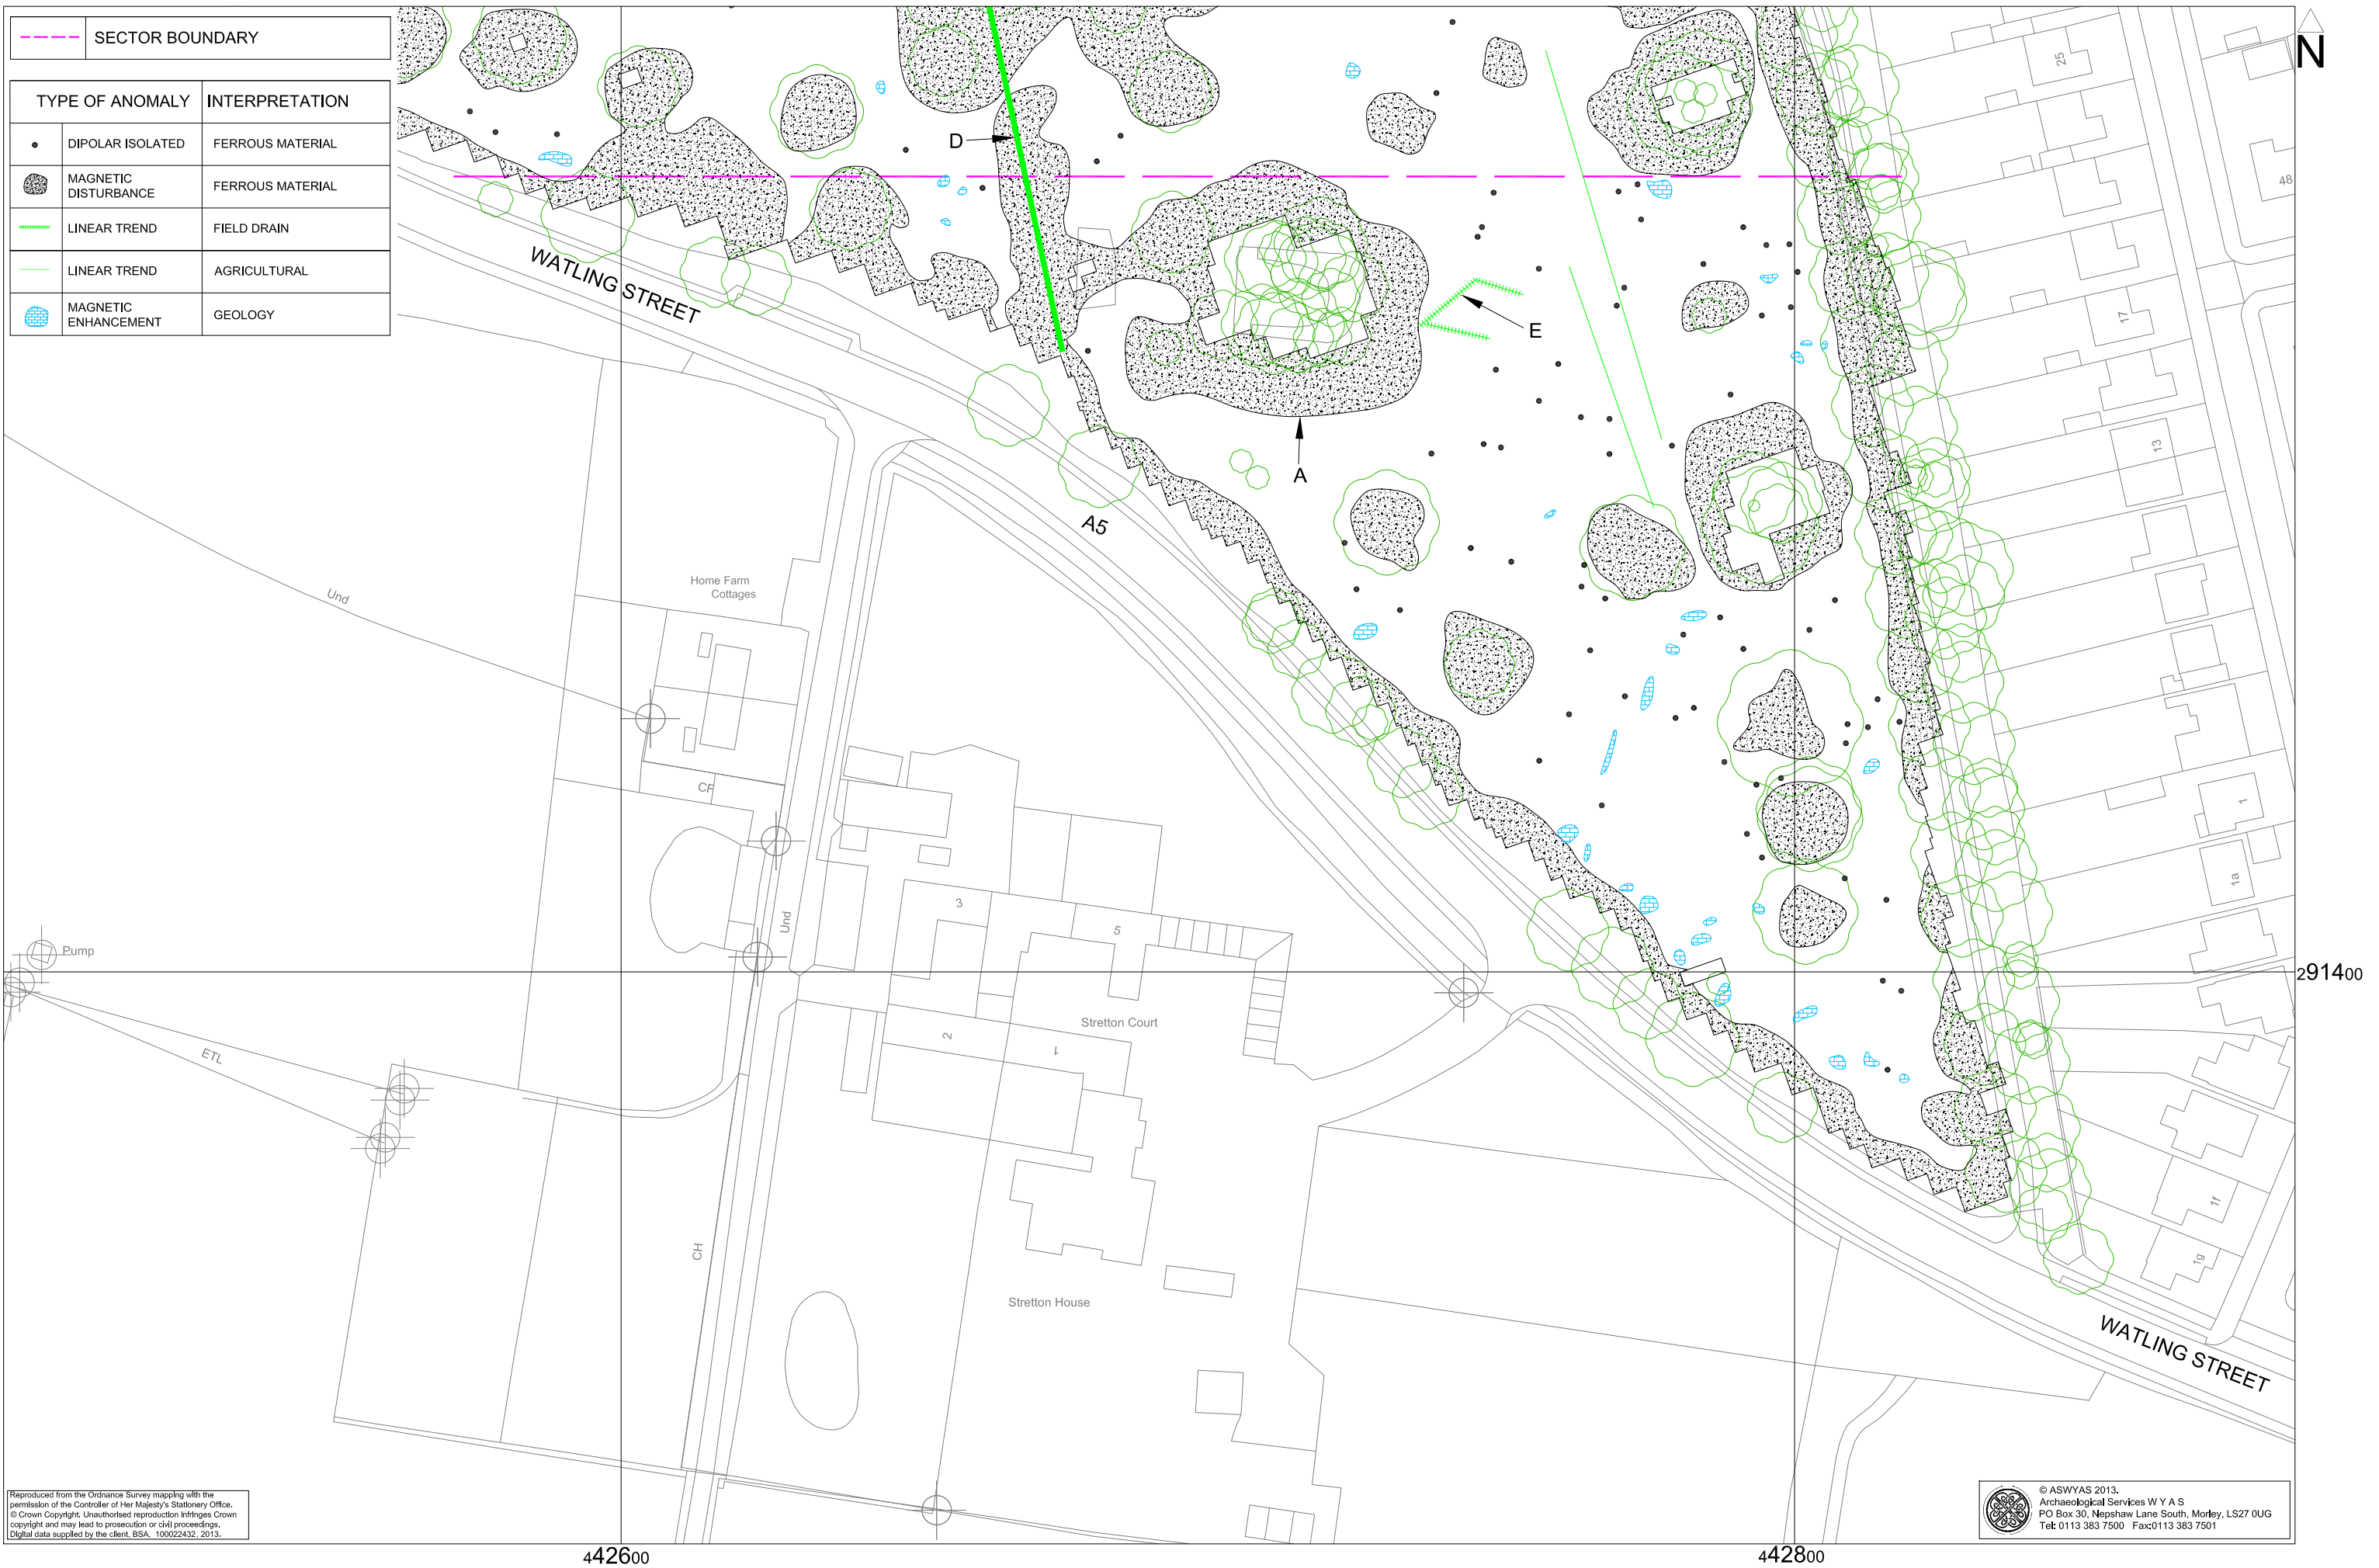 SECTOR BOUNDARY
TYPE OF ANOMALY INTERPRETATION
DIPOLAR ISOLATED FERROUS MATERIAL
MAGNETIC
DISTURBANCE
FERROUS MATERIAL
LINEAR TREND FIELD DRAIN
LINEAR TREND AGRICULTURAL
MAGNETIC
ENHANCEMENT
GEOLOGY
N
25
48
D
WATLING STREET
17
E
A
13
A5
Home Farm
Cottages
Und
CF
1
1a
3
5
Und
Pump
291400
Stretton Court
2
1
ETL
1f
CH
1g
Stretton House
WATLING STREET
Reproduced from the Ordnance Survey mapping with the
permission of the Controller of Her Majesty's Stationery Office.
© Crown Copyright. Unauthorised reproduction infringes Crown
copyright and may lead to prosecution or civil proceedings.
Digital data supplied by the client, BSA, 100022432, 2013.
© ASWYAS 2013.
Archaeological Services W Y A S
PO Box 30, Nepshaw Lane South, Morley, LS27 0UG
Tel: 0113 383 7500 Fax:0113 383 7501
442600
442800